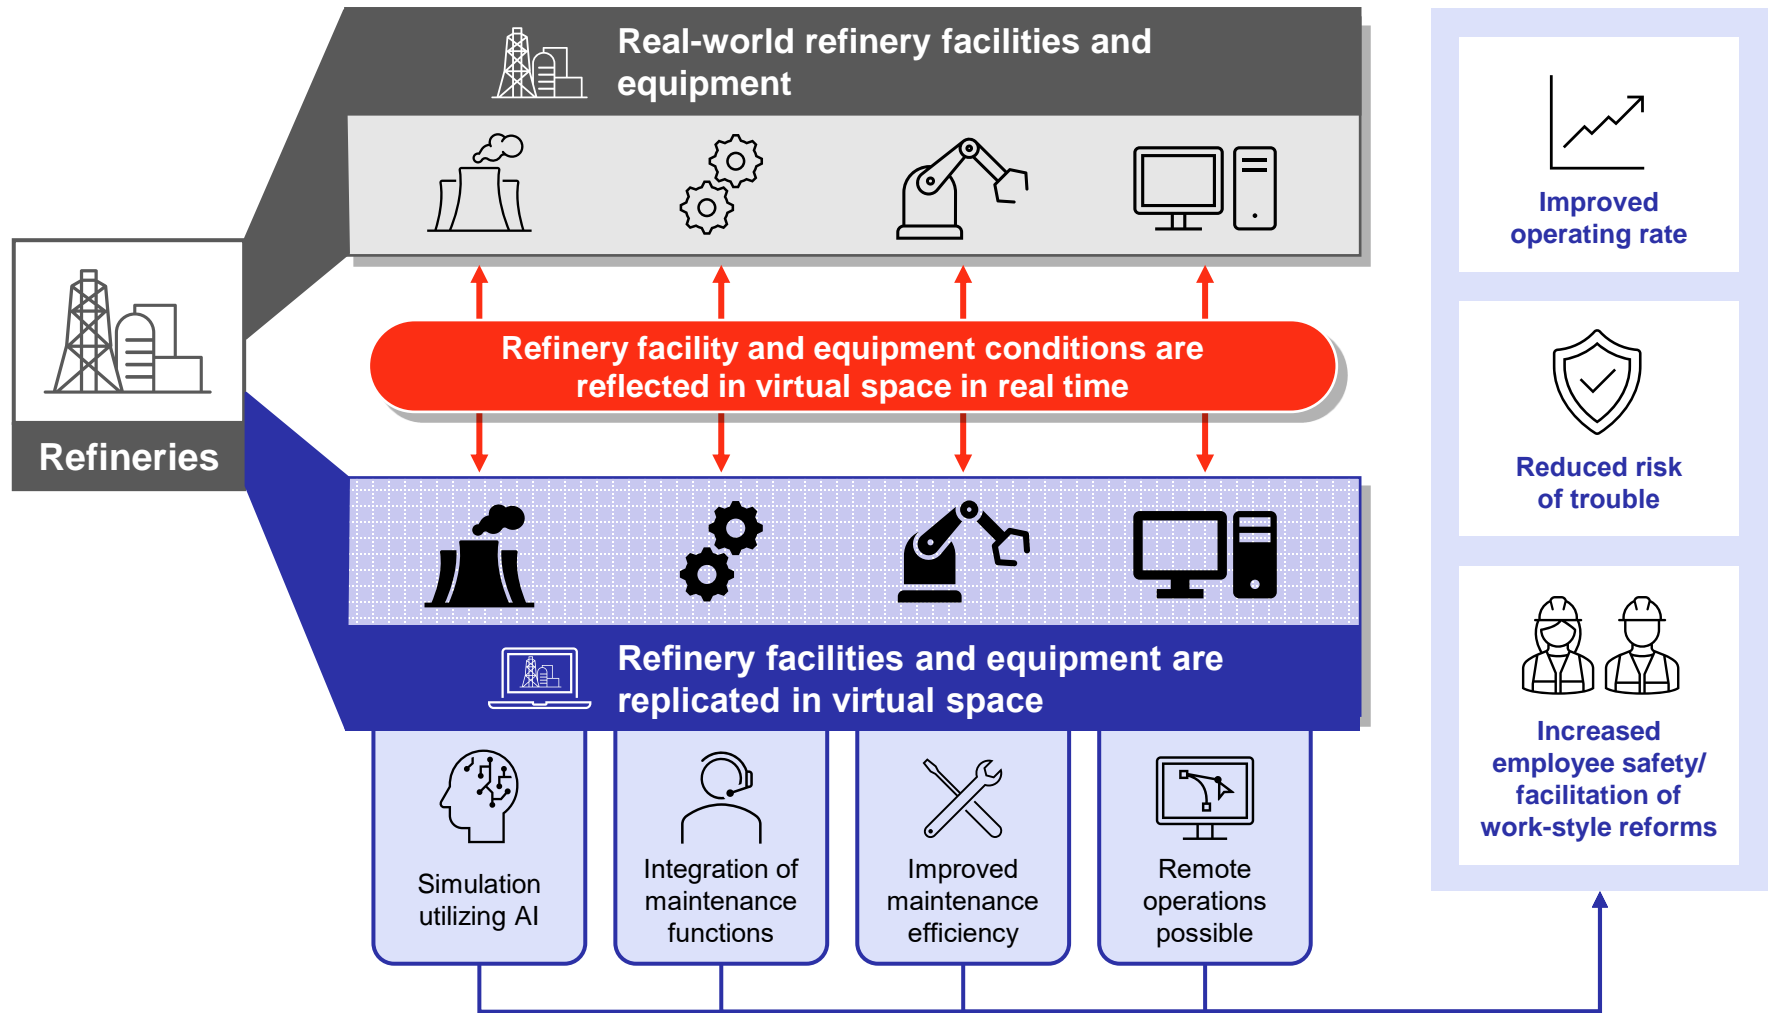 Real-world refinery facilities and
equipment
Refineries
Refinery facility and equipment conditions are
reflected in virtual space in real time
Refinery facilities and equipment are
replicated in virtual space
Simulation
utilizing AI
Integration of
maintenance
functions
Improved
maintenance
efficiency
Remote
operations
possible
Improved
operating rate
Reduced risk
of trouble
Increased
employee safety/
facilitation of
work-style reforms